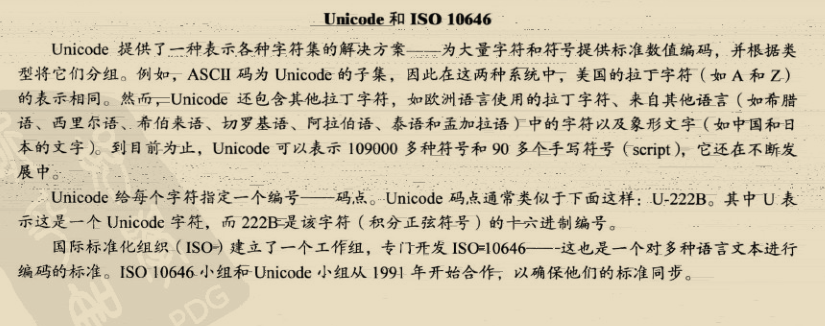 Unicode 和 ISO 10646
Unicode 提供了一种表示各种字符集的解决方案——为大量字符和符号提供标准数值编码，并根据类
型将它们分组。例如，ASCII 码为 Unicode 的子集，因此在这两种系统中，美国的拉丁字符（如 A 和 Z）
的表示相同。然而，Unicode 还包含其他拉丁字符，如欧洲语言使用的拉丁字符、来自其他语言（如希腊
语、西里尔语、希伯来语、切罗基语、阿拉伯语、泰语和孟加拉语）中的字符以及象形文字（如中国和日
本的文字）。到目前为止，Unicode 可以表示 109000 多种符号和 90 多个手写符号（script），它还在不断发
展中。
Unicode 给每个字符指定一个编号——码点。Unicode 码点通常类似于下面这样：U-222B。其中 U 表
示这是一个 Unicode 字符，而 222B 是该字符（积分正弦符号）的十六进制编号。
国际标准化组织（ISO）建立了一个工作组，专门开发 ISO 10646——这也是一个对多种语言文本进行
编码的标准。ISO 10646 小组和 Unicode 小组从 1991 年开始合作，以确保他们的标准同步。
PDG